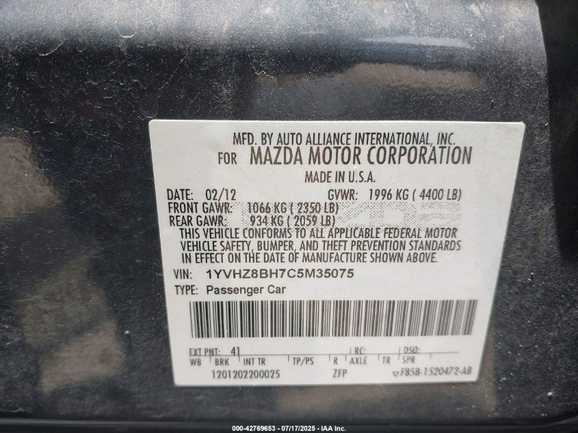 MFD. BY AUTO ALLIANCE INTERNATIONAL, INC.
FOR MAZDA MOTOR CORPORATION
MADE IN U.S.A.
DATE: 02/12 GVWR: 1996 KG ( 4400 LB)
FRONT GAWR: 1066 KG ( 2350 LB)
REAR GAWR: 934 KG ( 2059 LB)
THIS VEHICLE CONFORMS TO ALL APPLICABLE FEDERAL MOTOR
VEHICLE SAFETY, BUMPER, AND THEFT PREVENTION STANDARDS
IN EFFECT ON THE DATE OF MANUFACTURE SHOWN ABOVE.
VIN: 1YVHZ8BH7C5M35075
TYPE: Passenger Car
EXT PNT: 41 RC: DSO:
WB BRK INT TR TP/PS R AXLE TR SPR
1201202200025 ZFP F85B-1520472-AB
000-42769653 07/17/2025 IAA